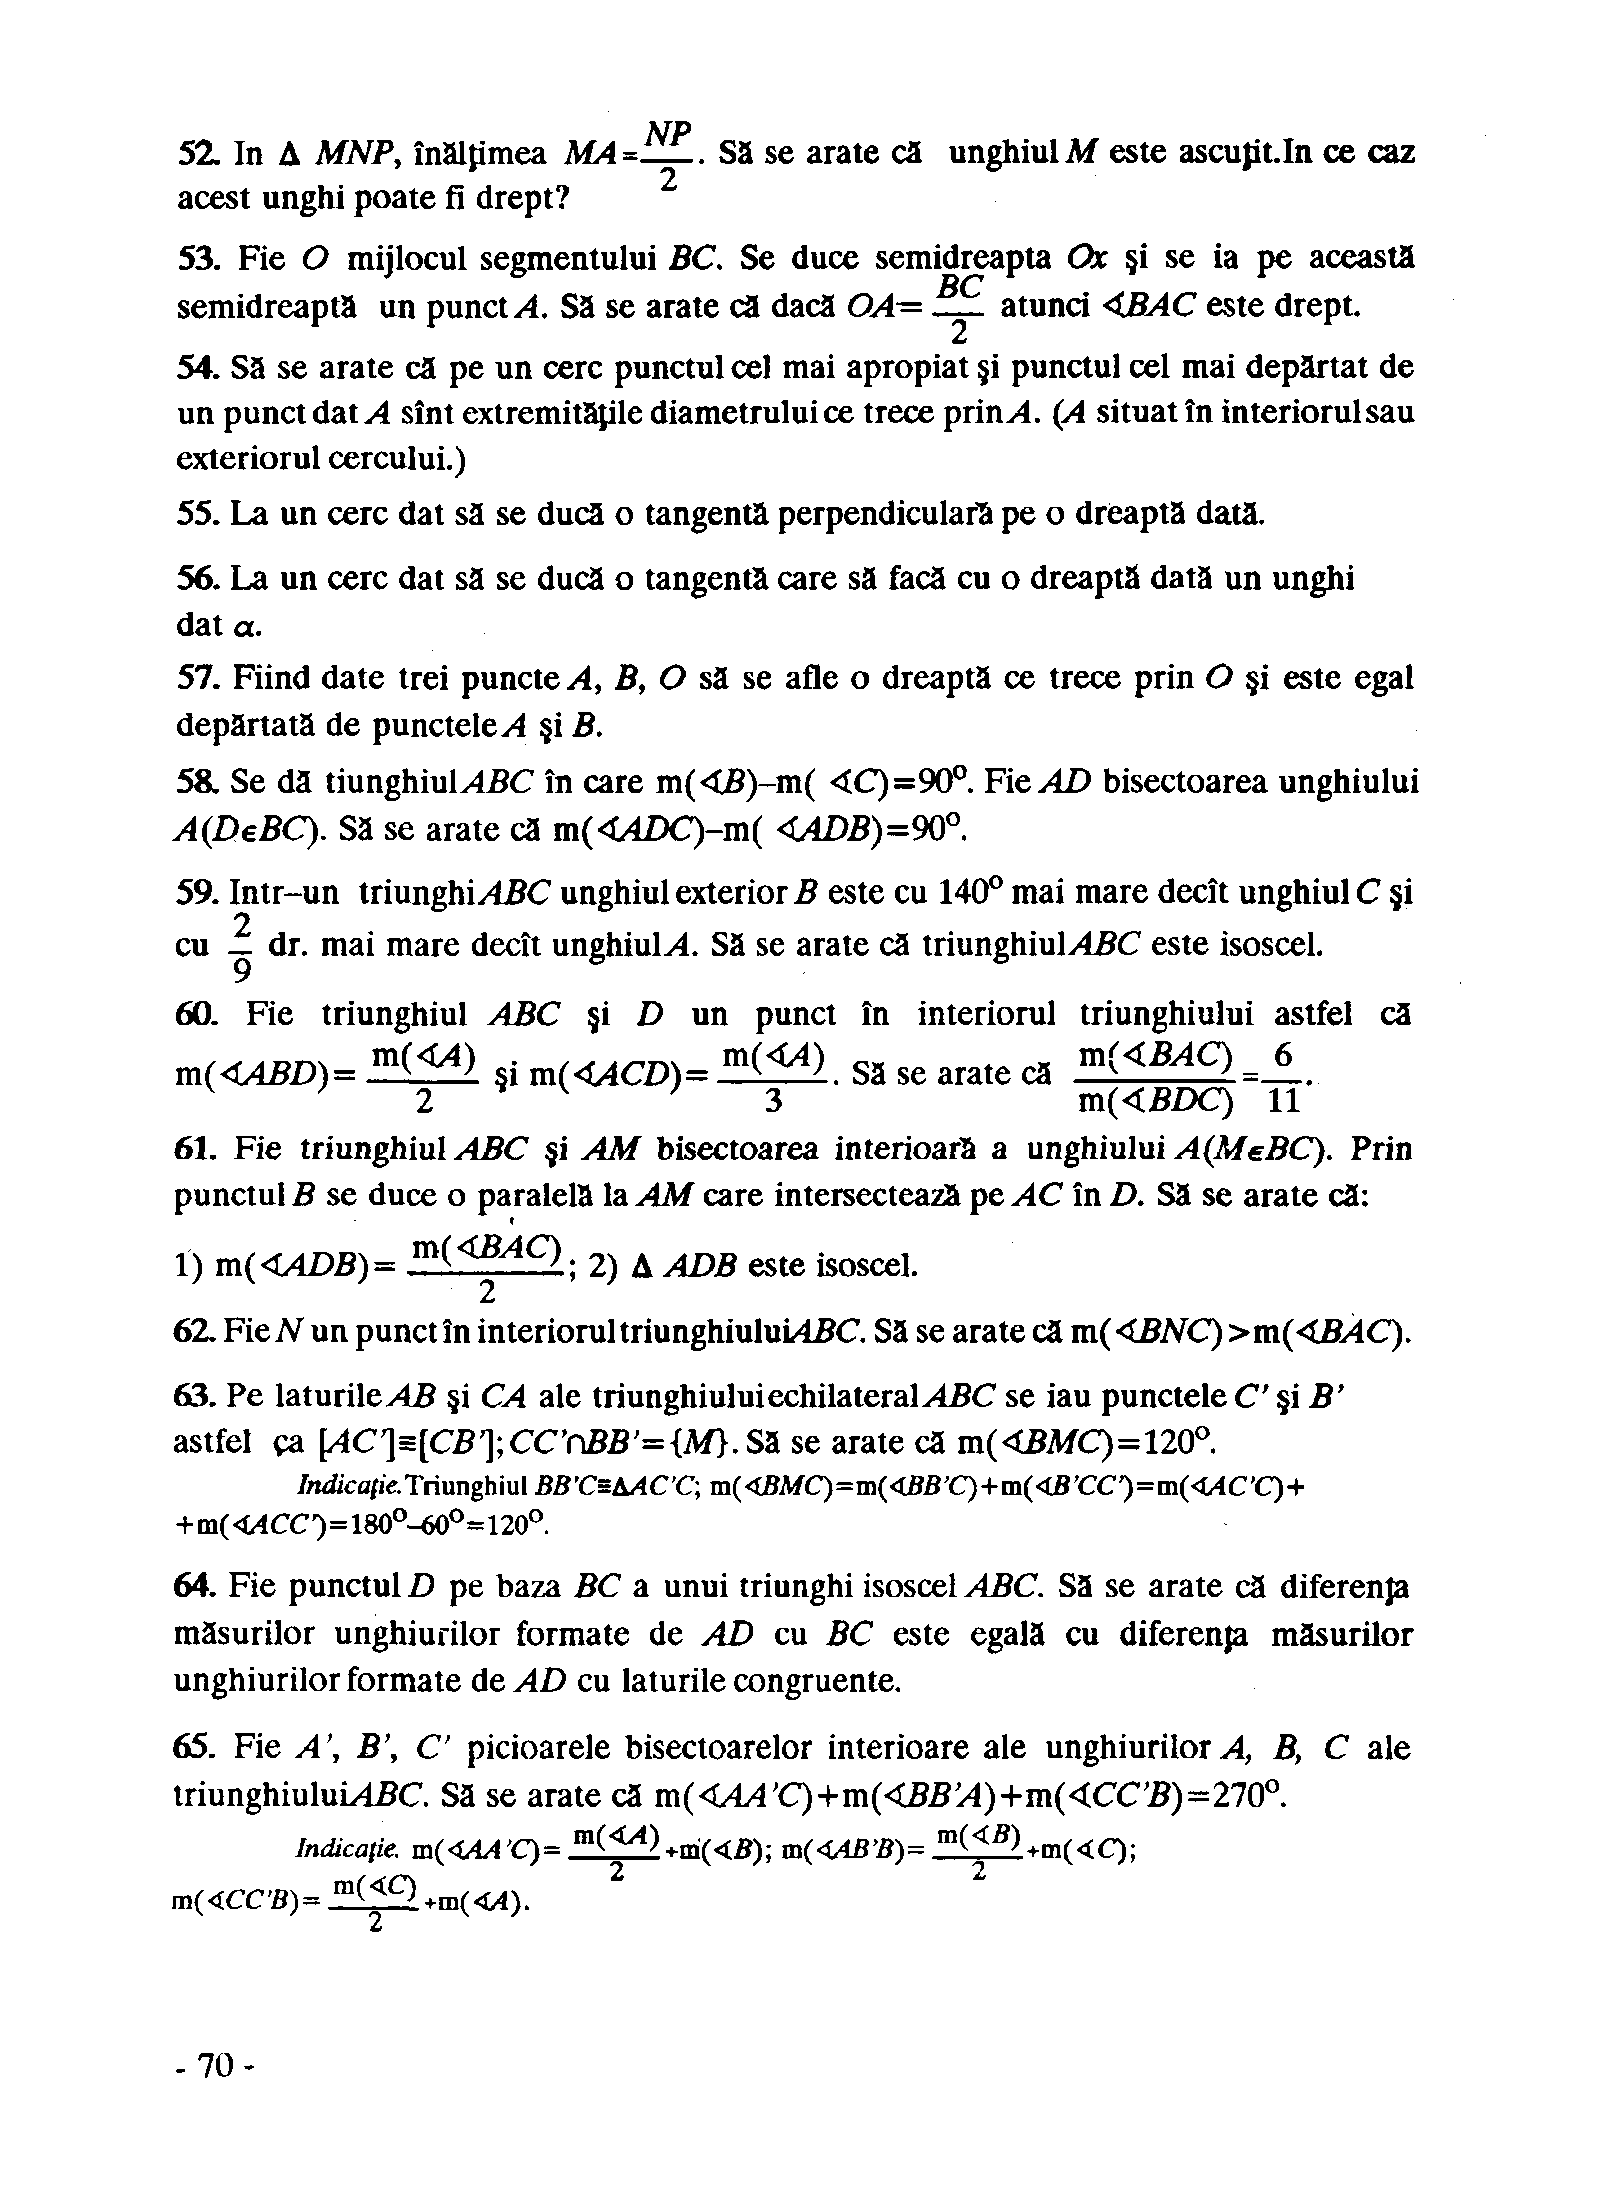 52. In Δ MNP, înălţimea MA=NP/2. Să se arate că unghiul M este ascuţit.In ce caz
acest unghi poate fi drept?
53. Fie O mijlocul segmentului BC. Se duce semidreapta Ox şi se ia pe această
semidreaptă un punct A. Să se arate că dacă OA= BC/2 atunci ∢BAC este drept.
54. Să se arate că pe un cerc punctul cel mai apropiat şi punctul cel mai depărtat de
un punct dat A sînt extremităţile diametrului ce trece prin A. (A situat în interiorul sau
exteriorul cercului.)
55. La un cerc dat să se ducă o tangentă perpendiculară pe o dreaptă dată.
56. La un cerc dat să se ducă o tangentă care să facă cu o dreaptă dată un unghi
dat α.
57. Fiind date trei puncte A, B, O să se afle o dreaptă ce trece prin O şi este egal
depărtată de punctele A şi B.
58. Se dă tiunghiul ABC în care m(∢B)–m( ∢C)=90°. Fie AD bisectoarea unghiului
A(D∈BC). Să se arate că m(∢ADC)–m( ∢ADB)=90°.
59. Intr–un triunghi ABC unghiul exterior B este cu 140° mai mare decît unghiul C şi
cu 2/9 dr. mai mare decît unghiul A. Să se arate că triunghiul ABC este isoscel.
60. Fie triunghiul ABC şi D un punct în interiorul triunghiului astfel că
m(∢ABD)= m(∢A)/2 şi m(∢ACD)= m(∢A)/3. Să se arate că m(∢BAC)/m(∢BDC)=6/11.
61. Fie triunghiul ABC şi AM bisectoarea interioară a unghiului A(M∈BC). Prin
punctul B se duce o paralelă la AM care intersectează pe AC în D. Să se arate că:
1) m(∢ADB)= m(∢BAC)/2; 2) Δ ADB este isoscel.
62. Fie N un punct în interiorul triunghiului ABC. Să se arate că m( ∢BNC) >m(∢BAC).
63. Pe laturile AB şi CA ale triunghiului echilateral ABC se iau punctele C' şi B'
astfel ça [AC']≡[CB']; CC'∩BB'={M}. Să se arate că m(∢BMC)=120°.
Indicaţie.Triunghiul BB'C≡ΔAC'C; m(∢BMC)=m(∢BB'C)+m(∢B'CC')=m(∢AC'C)+
+m(∢ACC')=180°–60°=120°.
64. Fie punctul D pe baza BC a unui triunghi isoscel ABC. Să se arate că diferenţa
măsurilor unghiurilor formate de AD cu BC este egală cu diferenţa măsurilor
unghiurilor formate de AD cu laturile congruente.
65. Fie A', B', C' picioarele bisectoarelor interioare ale unghiurilor A, B, C ale
triunghiului ABC. Să se arate că m(∢AA'C)+m(∢BB'A)+m(∢CC'B)=270°.
Indicaţie. m(∢AA'C)= m(∢A)/2+m(∢B); m(∢AB'B)= m(∢B)/2+m(∢C);
m(∢CC'B)= m(∢C)/2+m(∢A).
- 70 -